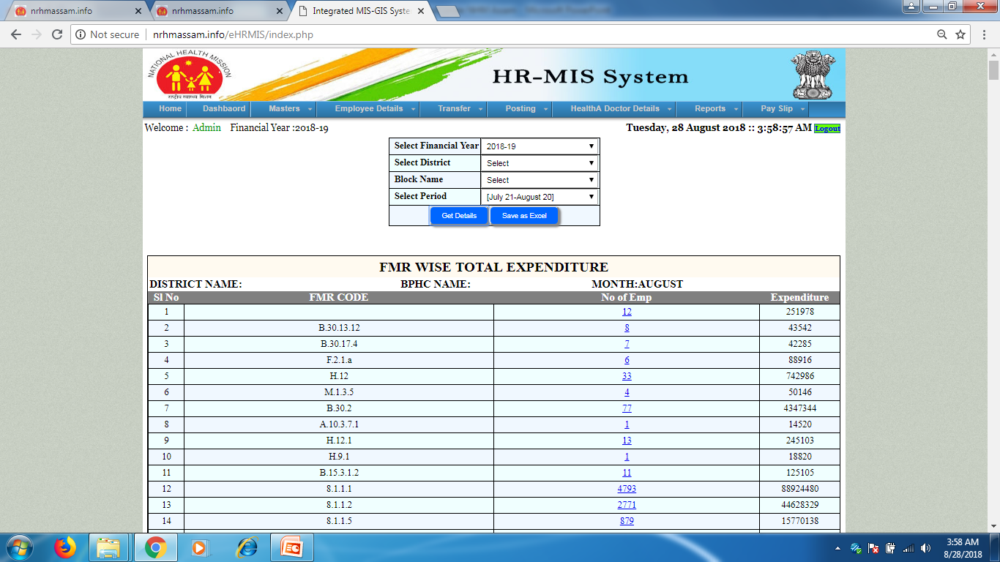 nrhmassam.info
nrhmassam.info
Integrated MIS-GIS Syste
Not secure
nrhmassam.info/eHRMIS/index.php
NATIONAL HEALTH MISSION
राष्ट्रीय स्वास्थ्य मिशन
HR-MIS System
Home Dashbaord Masters Employee Details Transfer Posting HealthA Doctor Details Reports Pay Slip
Welcome : Admin Financial Year :2018-19 Tuesday, 28 August 2018 :: 3:58:57 AM Logout
Select Financial Year 2018-19
Select District Select
Block Name Select
Select Period [July 21-August 20]
Get Details Save as Excel
FMR WISE TOTAL EXPENDITURE
DISTRICT NAME: BPHC NAME: MONTH:AUGUST
Sl No FMR CODE No of Emp Expenditure
1 12 251978
2 B.30.13.12 8 43542
3 B.30.17.4 7 42285
4 F.2.1.a 6 88916
5 H.12 33 742986
6 M.1.3.5 4 50146
7 B.30.2 77 4347344
8 A.10.3.7.1 1 14520
9 H.12.1 13 245103
10 H.9.1 1 18820
11 B.15.3.1.2 11 125105
12 8.1.1.1 4793 88924480
13 8.1.1.2 2771 44628329
14 8.1.1.5 879 15770138
3:58 AM
8/28/2018